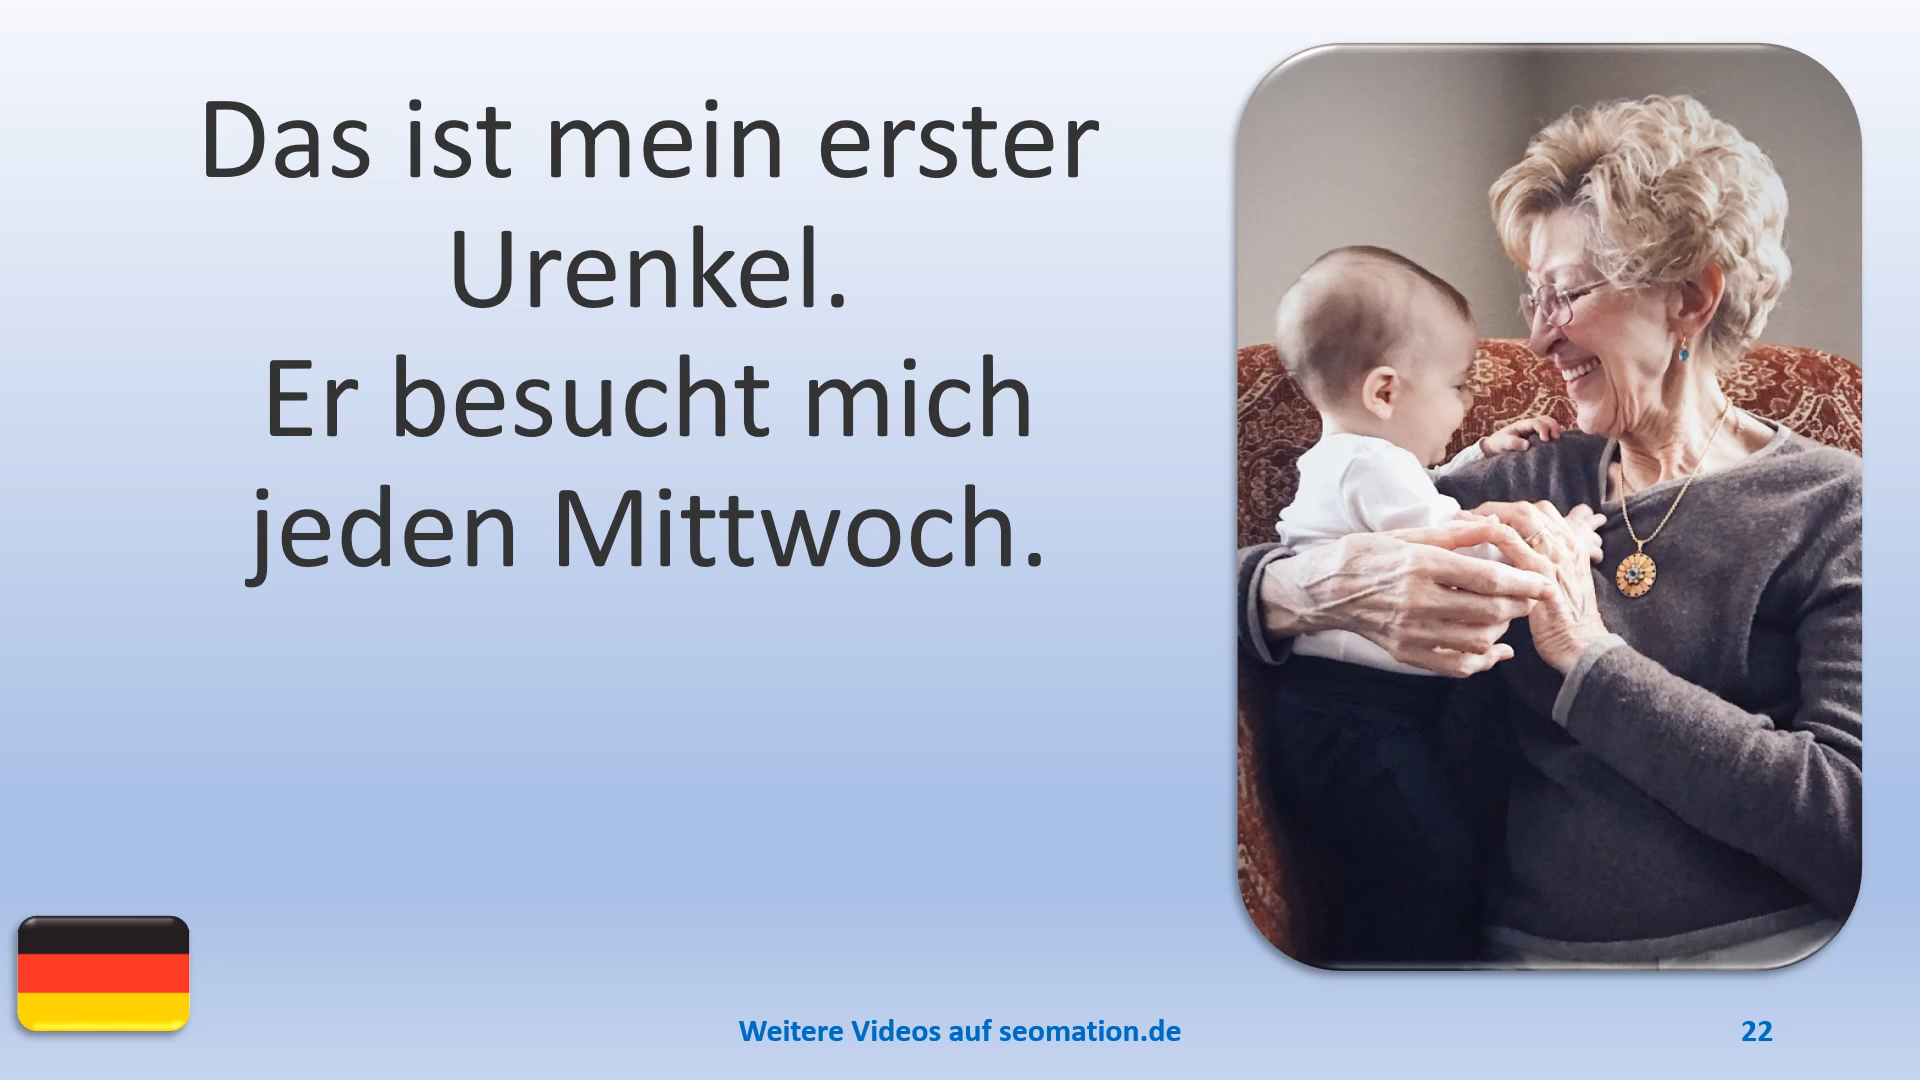 Das ist mein erster
Urenkel.
Er besucht mich
jeden Mittwoch.
Weitere Videos auf seomation.de
22